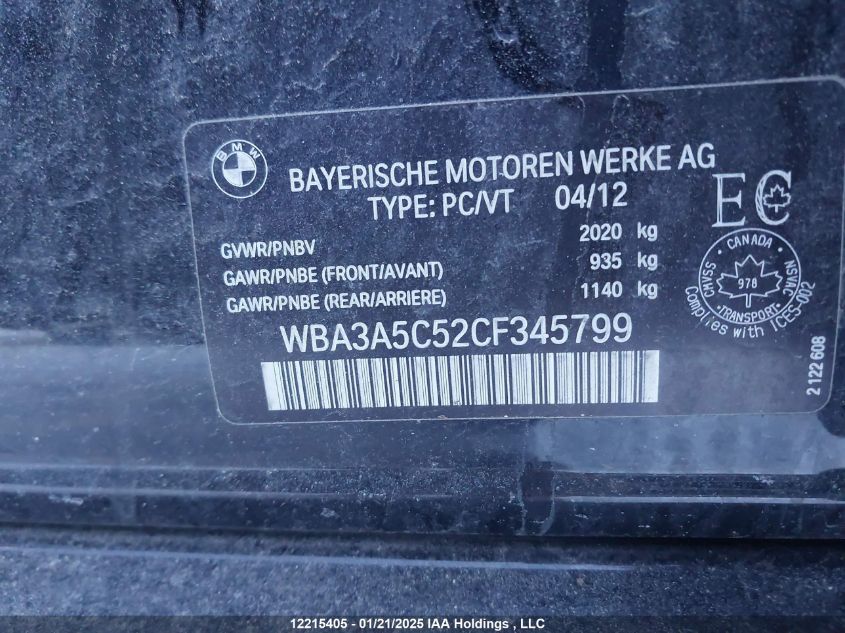 BMW
BAYERISCHE MOTOREN WERKE AG
TYPE: PC/VT 04/12
EC
GVWR/PNBV 2020 kg
GAWR/PNBE (FRONT/AVANT) 935 kg
GAWR/PNBE (REAR/ARRIERE) 1140 kg
CANADA
CMVSS
978
NSVAC
TRANSPORT
Complies with ICES-002
WBA3A5C52CF345799
2 122 608
12215405 - 01/21/2025 IAA Holdings , LLC